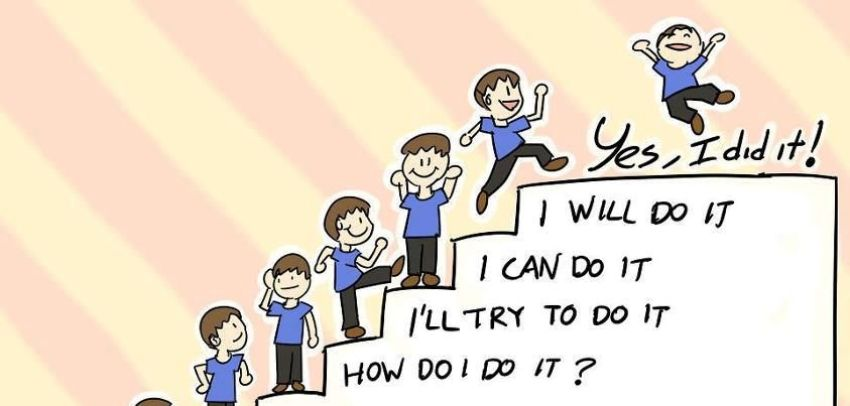 Yes, I did it!
I WILL DO IT
I CAN DO IT
I'LL TRY TO DO IT
HOW DO I DO IT?